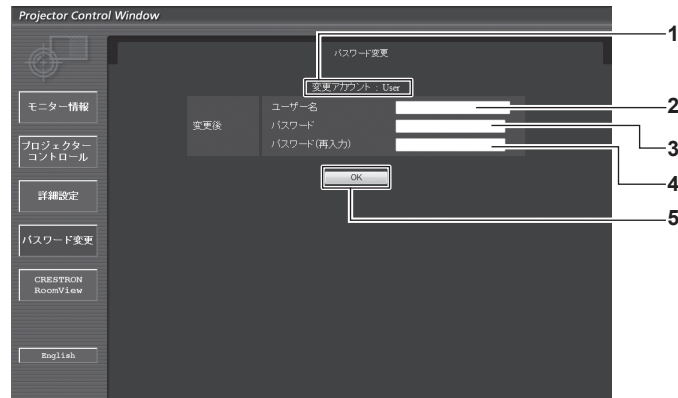 Projector Control Window
1
パスワード変更
変更アカウント : User
モニター情報
ユーザー名
2
変更後
パスワード
3
パスワード(再入力)
4
プロジェクター
コントロール
OK
5
詳細設定
パスワード変更
CRESTRON
RoomView
English